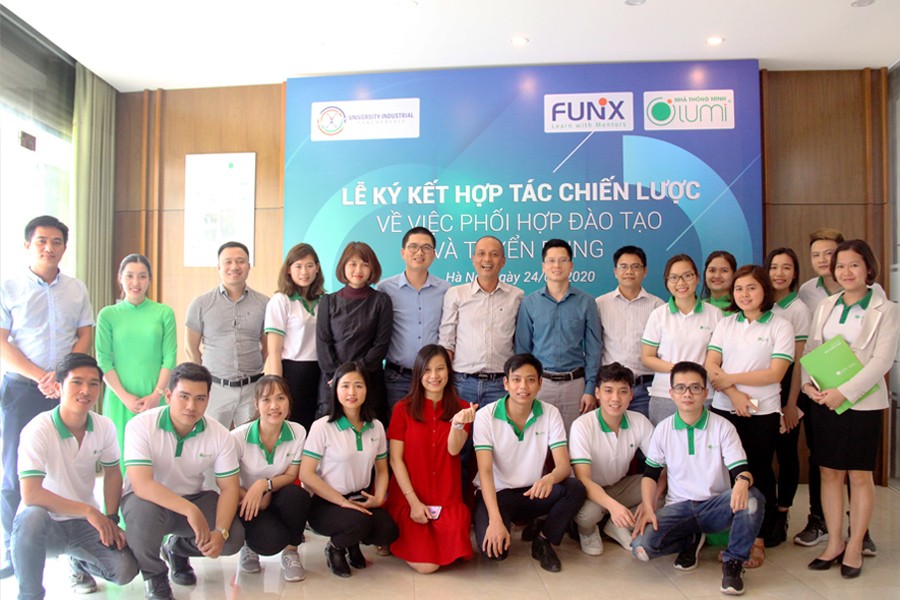 UNIVERSITY INDUSTRIAL
FUNiX
Learn with Mentors
NHÀ THÔNG MINH
Lumi
LỄ KÝ KẾT HỢP TÁC CHIẾN LƯỢC
VỀ VIỆC PHỐI HỢP ĐÀO TẠO
VÀ
Hà ngày 2020